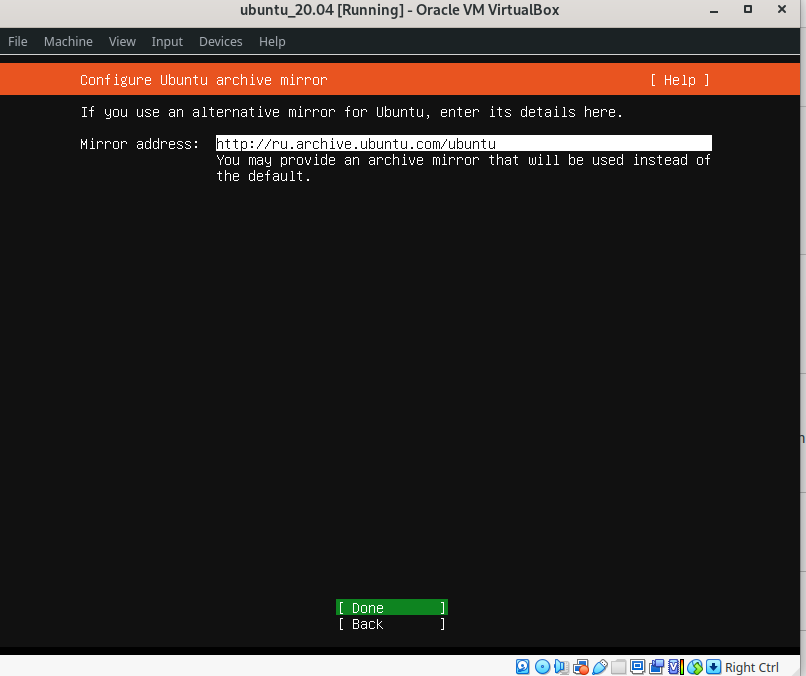 ubuntu_20.04 [Running] - Oracle VM VirtualBox
File Machine View Input Devices Help
Configure Ubuntu archive mirror [ Help ]
If you use an alternative mirror for Ubuntu, enter its details here.
Mirror address: http://ru.archive.ubuntu.com/ubuntu
You may provide an archive mirror that will be used instead of
the default.
[ Done ]
[ Back ]
Right Ctrl